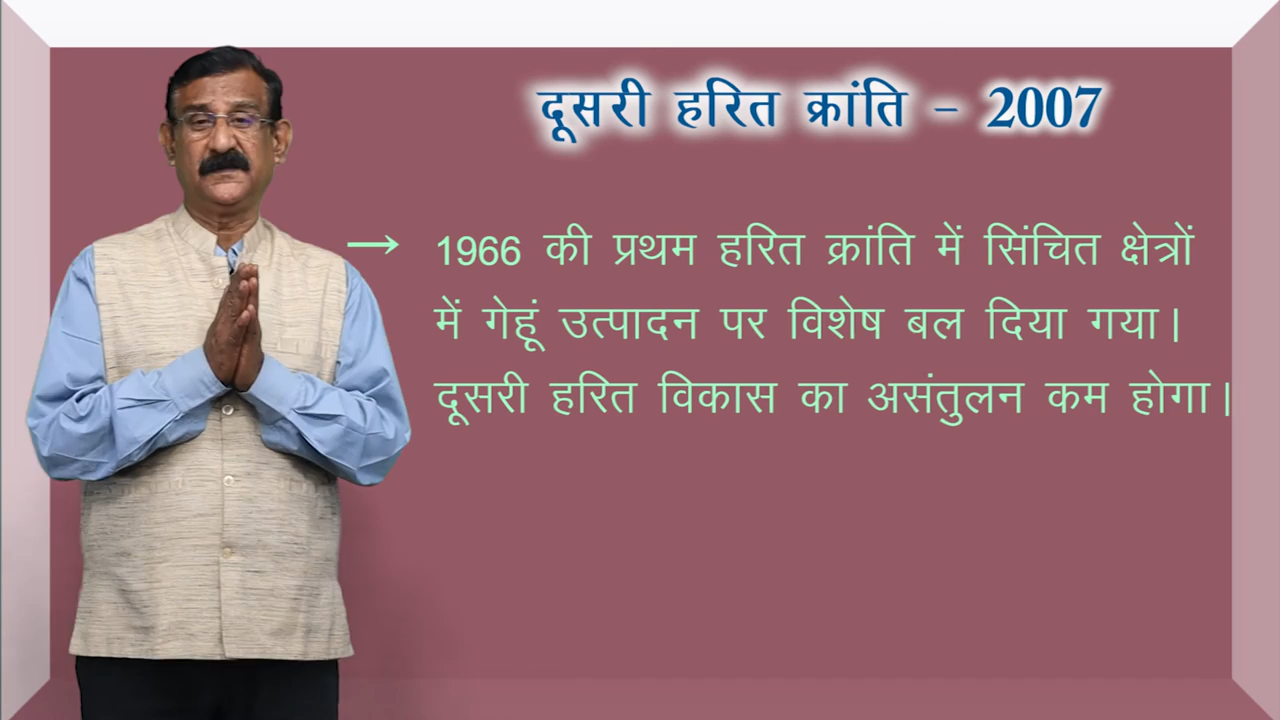 दूसरी हरित क्रांति - 2007
→ 1966 की प्रथम हरित क्रांति में सिंचित क्षेत्रों
में गेहूं उत्पादन पर विशेष बल दिया गया।
दूसरी हरित विकास का असंतुलन कम होगा।